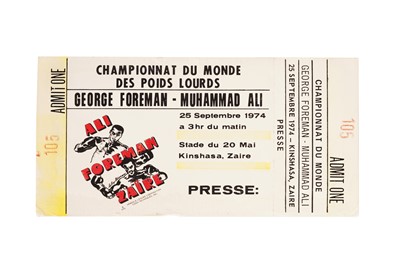 ADMIT ONE
105
CHAMPIONNAT DU MONDE
DES POIDS LOURDS
GEORGE FOREMAN - MUHAMMAD ALI
25 Septembre 1974
a 3hr du matin
Stade du 20 Mai
Kinshasa, Zaire
PRESSE:
ALI
FOREMAN
ZAIRE
CHAMPIONNAT DU MONDE
GEORGE FOREMAN - MUHAMMAD ALI
25 SEPTEMBRE 1974 - KINSHASA, ZAIRE
PRESSE
105
ADMIT ONE